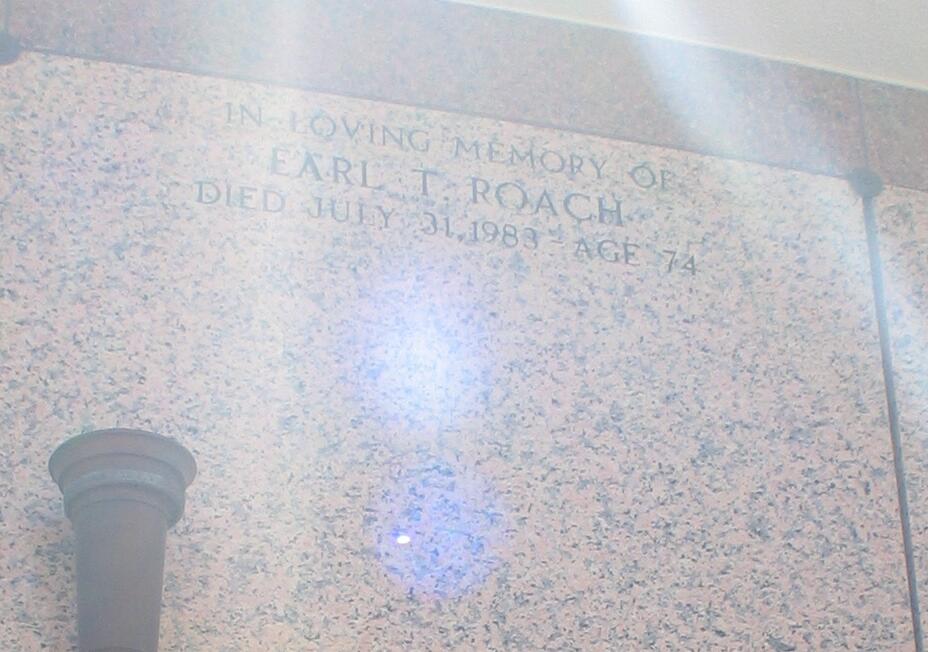 IN LOVING MEMORY OF
EARL T. ROACH
DIED JULY 31, 1983 - AGE 74